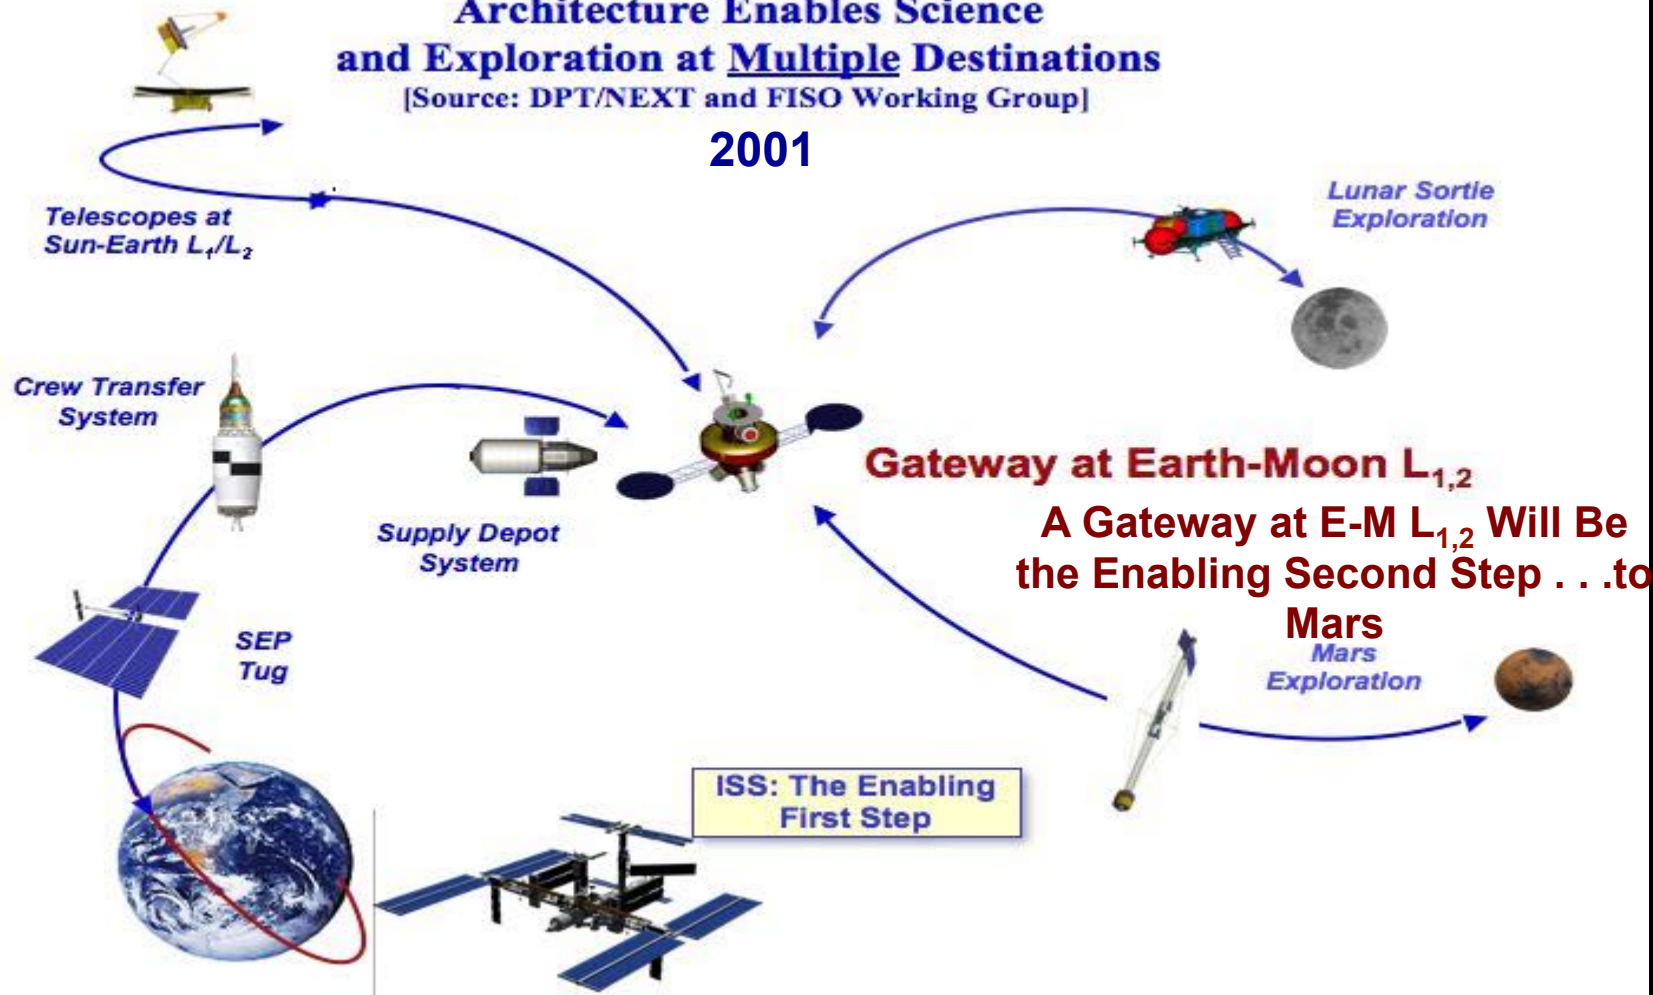 Architecture Enables Science
and Exploration at Multiple Destinations
[Source: DPT/NEXT and FISO Working Group]
2001
Telescopes at
Sun-Earth L₁/L₂
Lunar Sortie
Exploration
Crew Transfer
System
Supply Depot
System
Gateway at Earth-Moon L₁,₂
A Gateway at E-M L₁,₂ Will Be
the Enabling Second Step . . .to
Mars
Mars
Exploration
SEP
Tug
ISS: The Enabling
First Step